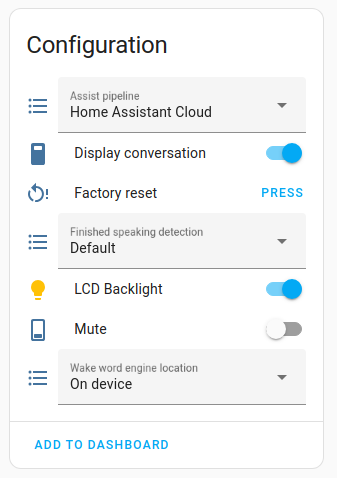 Configuration
Assist pipeline
Home Assistant Cloud
Display conversation
Factory reset
PRESS
Finished speaking detection
Default
LCD Backlight
Mute
Wake word engine location
On device
ADD TO DASHBOARD